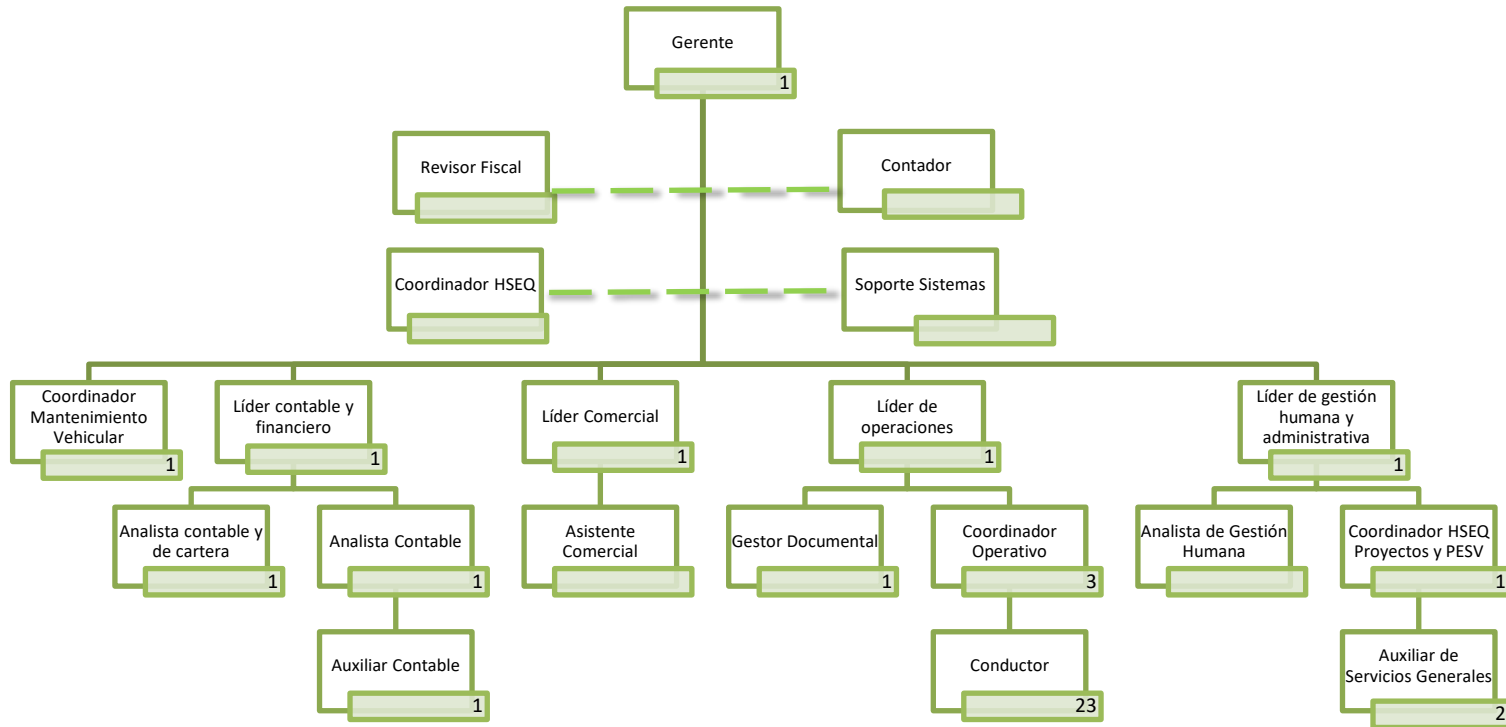 Gerente
1
Revisor Fiscal
Contador
Coordinador HSEQ
Soporte Sistemas
Coordinador
Mantenimiento
Vehicular
1
Líder contable y
financiero
1
Líder Comercial
1
Líder de
operaciones
1
Líder de gestión
humana y
administrativa
1
Analista contable y
de cartera
1
Analista Contable
1
Asistente
Comercial
Gestor Documental
1
Coordinador
Operativo
3
Analista de Gestión
Humana
Coordinador HSEQ
Proyectos y PESV
1
Auxiliar Contable
1
Conductor
23
Auxiliar de
Servicios Generales
2